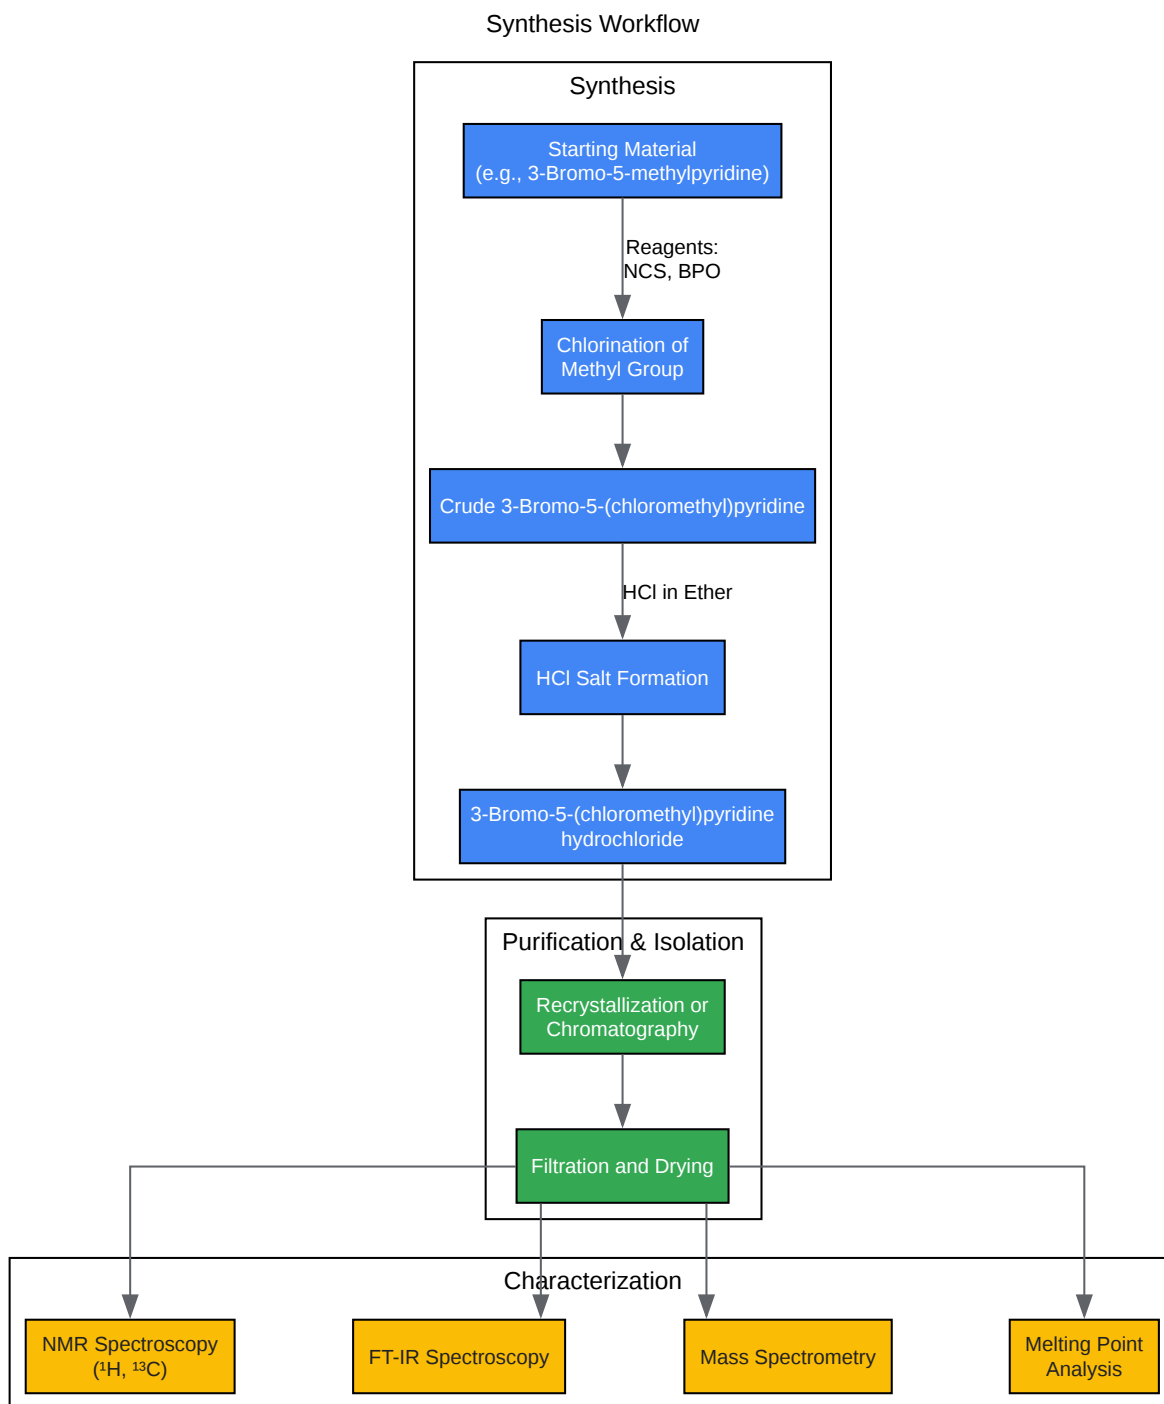 Synthesis Workflow
Synthesis
Starting Material
(e.g., 3-Bromo-5-methylpyridine)
Reagents:
NCS, BPO
Chlorination of
Methyl Group
Crude 3-Bromo-5-(chloromethyl)pyridine
HCl in Ether
HCl Salt Formation
3-Bromo-5-(chloromethyl)pyridine
hydrochloride
Purification & Isolation
Recrystallization or
Chromatography
Filtration and Drying
Characterization
NMR Spectroscopy
(¹H, ¹³C)
FT-IR Spectroscopy
Mass Spectrometry
Melting Point
Analysis